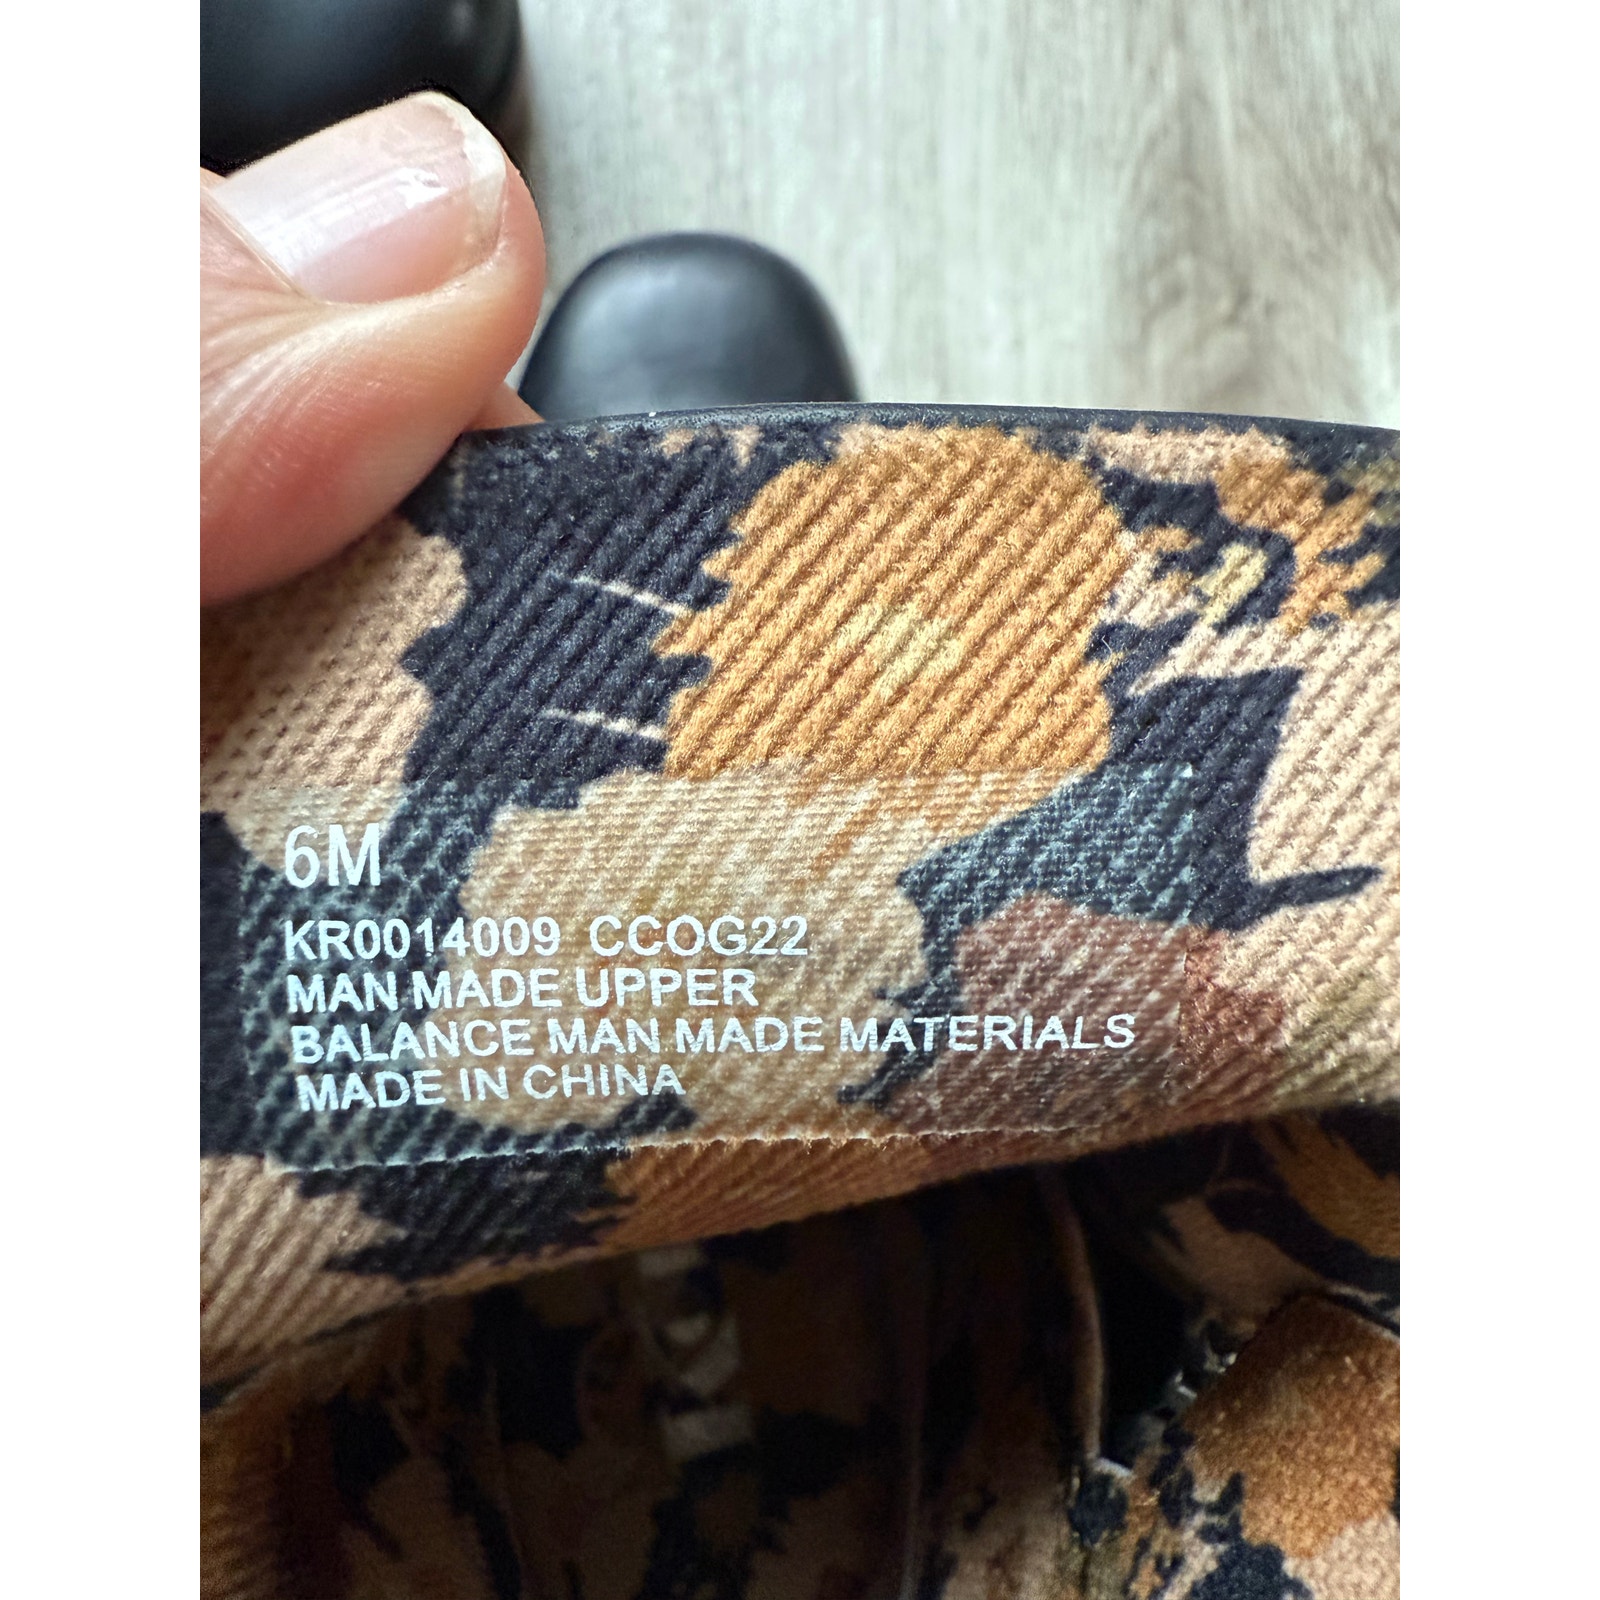 6M
KR0014009 CCOG22
MAN MADE UPPER
BALANCE MAN MADE MATERIALS
MADE IN CHINA